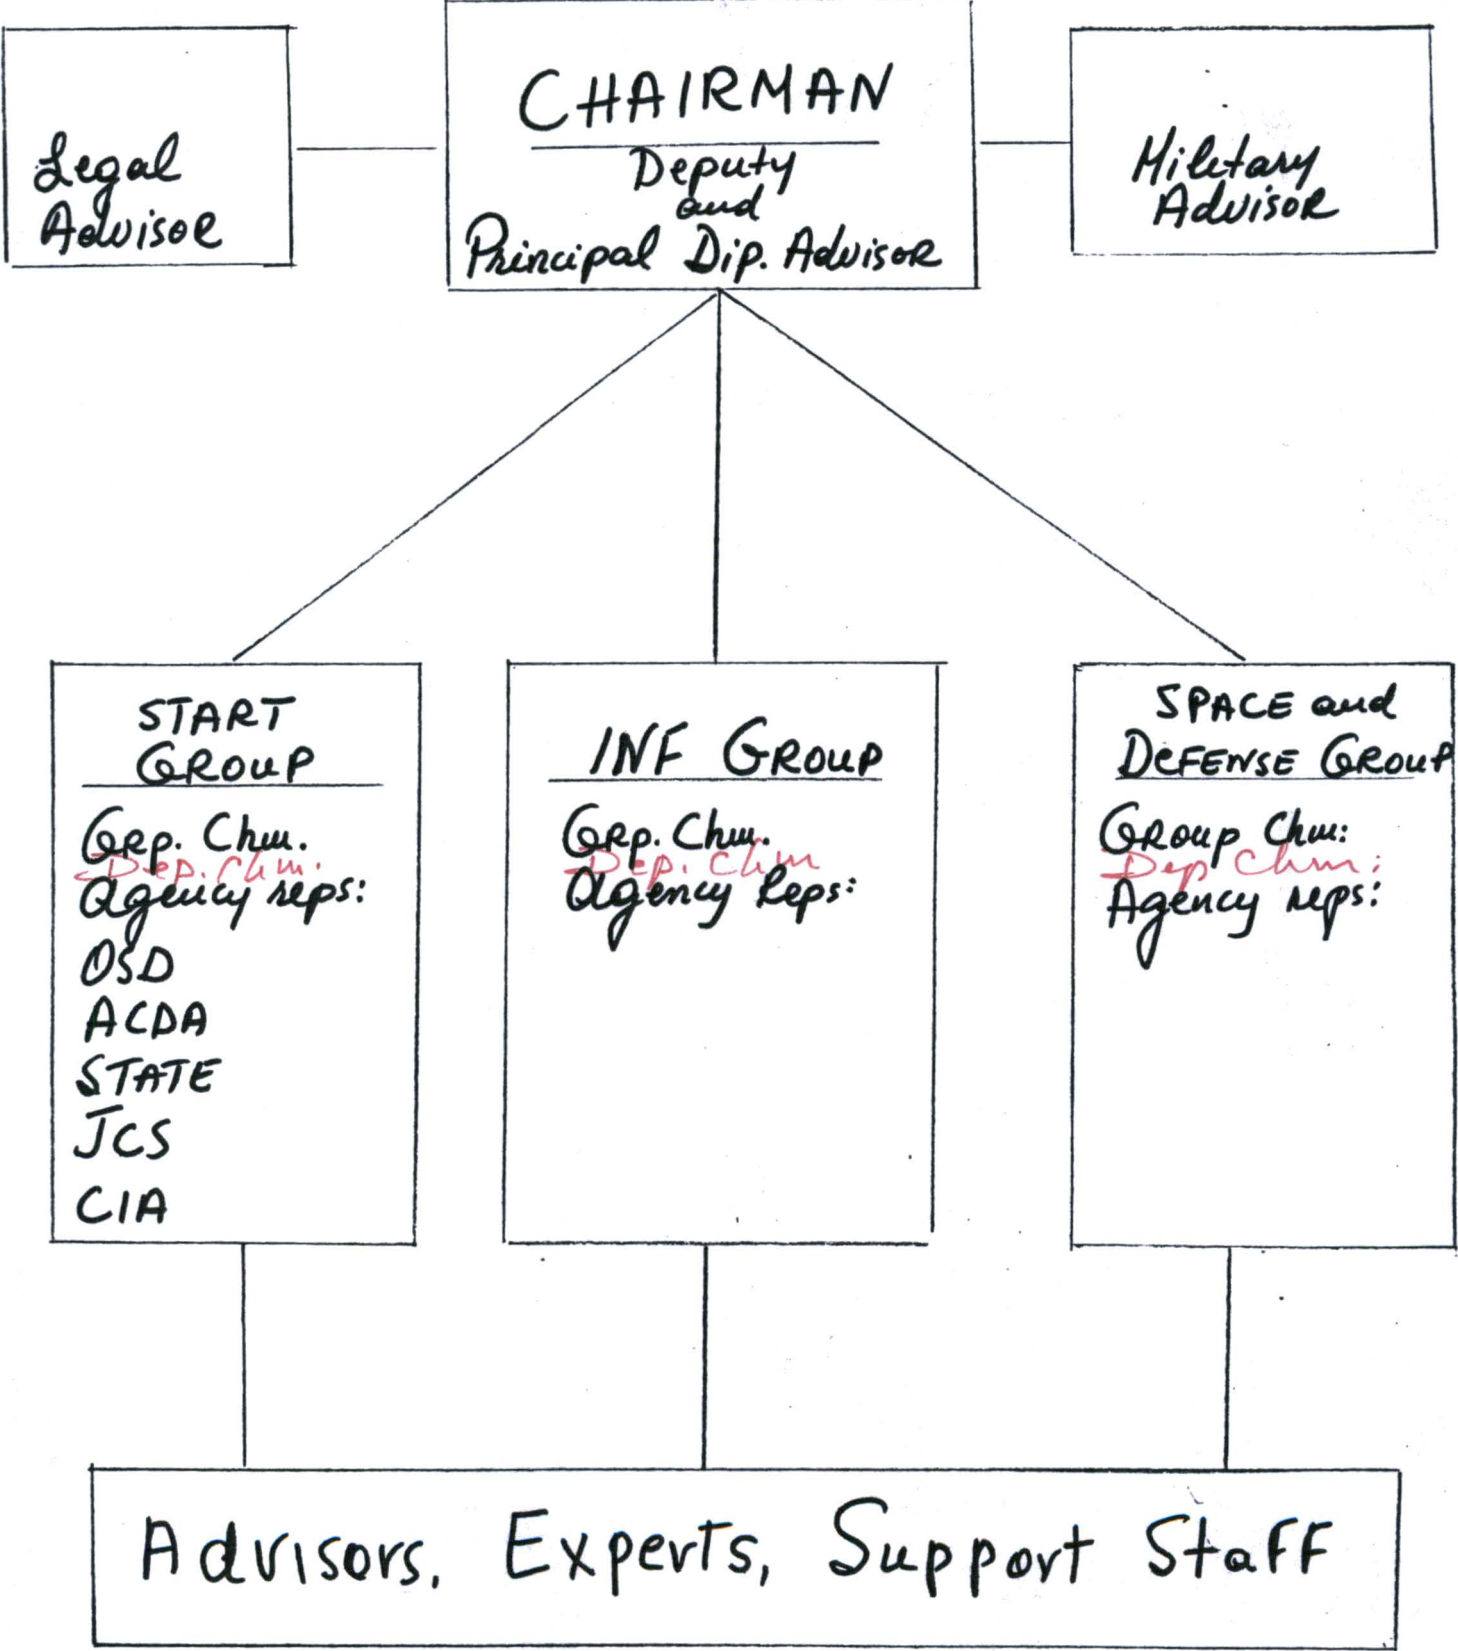 Legal
Advisor
CHAIRMAN
Deputy
and
Principal Dip. Advisor
Military
Advisor
START
GROUP
Grp. Chm.
Dep. Chm.
Agency reps:
OSD
ACDA
STATE
JCS
CIA
INF GROUP
Grp. Chm.
Dep. Chm
Agency Reps:
SPACE and
DEFENSE GROUP
Group Chm:
Dep Chm:
Agency reps:
Advisors, Experts, Support Staff